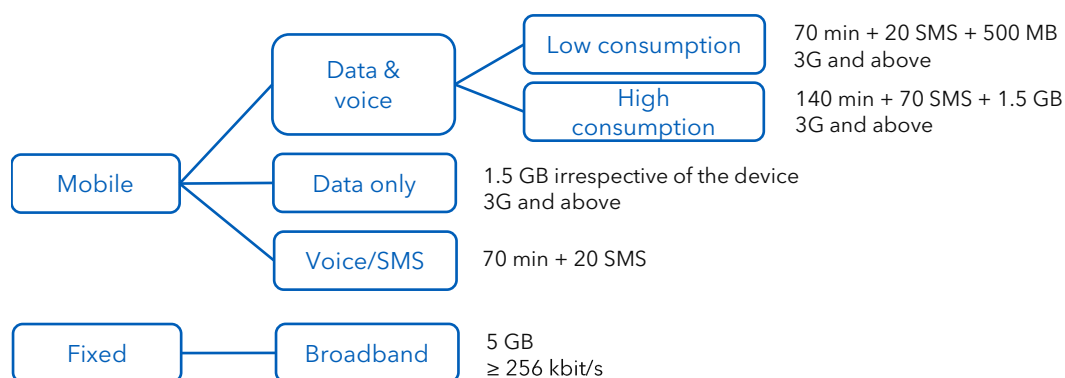 Mobile
Data &
voice
Low consumption
70 min + 20 SMS + 500 MB
3G and above
High
consumption
140 min + 70 SMS + 1.5 GB
3G and above
Data only
1.5 GB irrespective of the device
3G and above
Voice/SMS
70 min + 20 SMS
Fixed
Broadband
5 GB
≥ 256 kbit/s